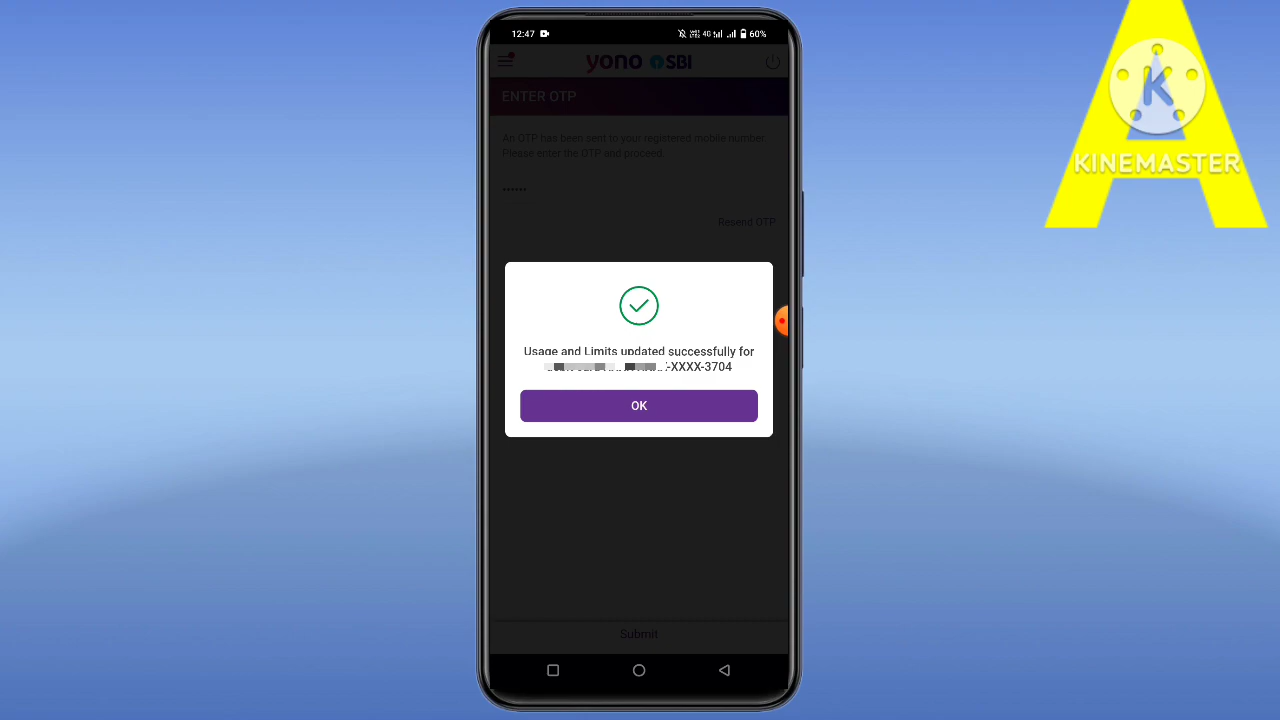 12:47
4G
60%
yono SBI
ENTER OTP
An OTP has been sent to your registered mobile number.
Please enter the OTP and proceed.
••••••
Resend OTP
Usage and Limits updated successfully for
-XXXX-3704
OK
Submit
K
KINEMASTER